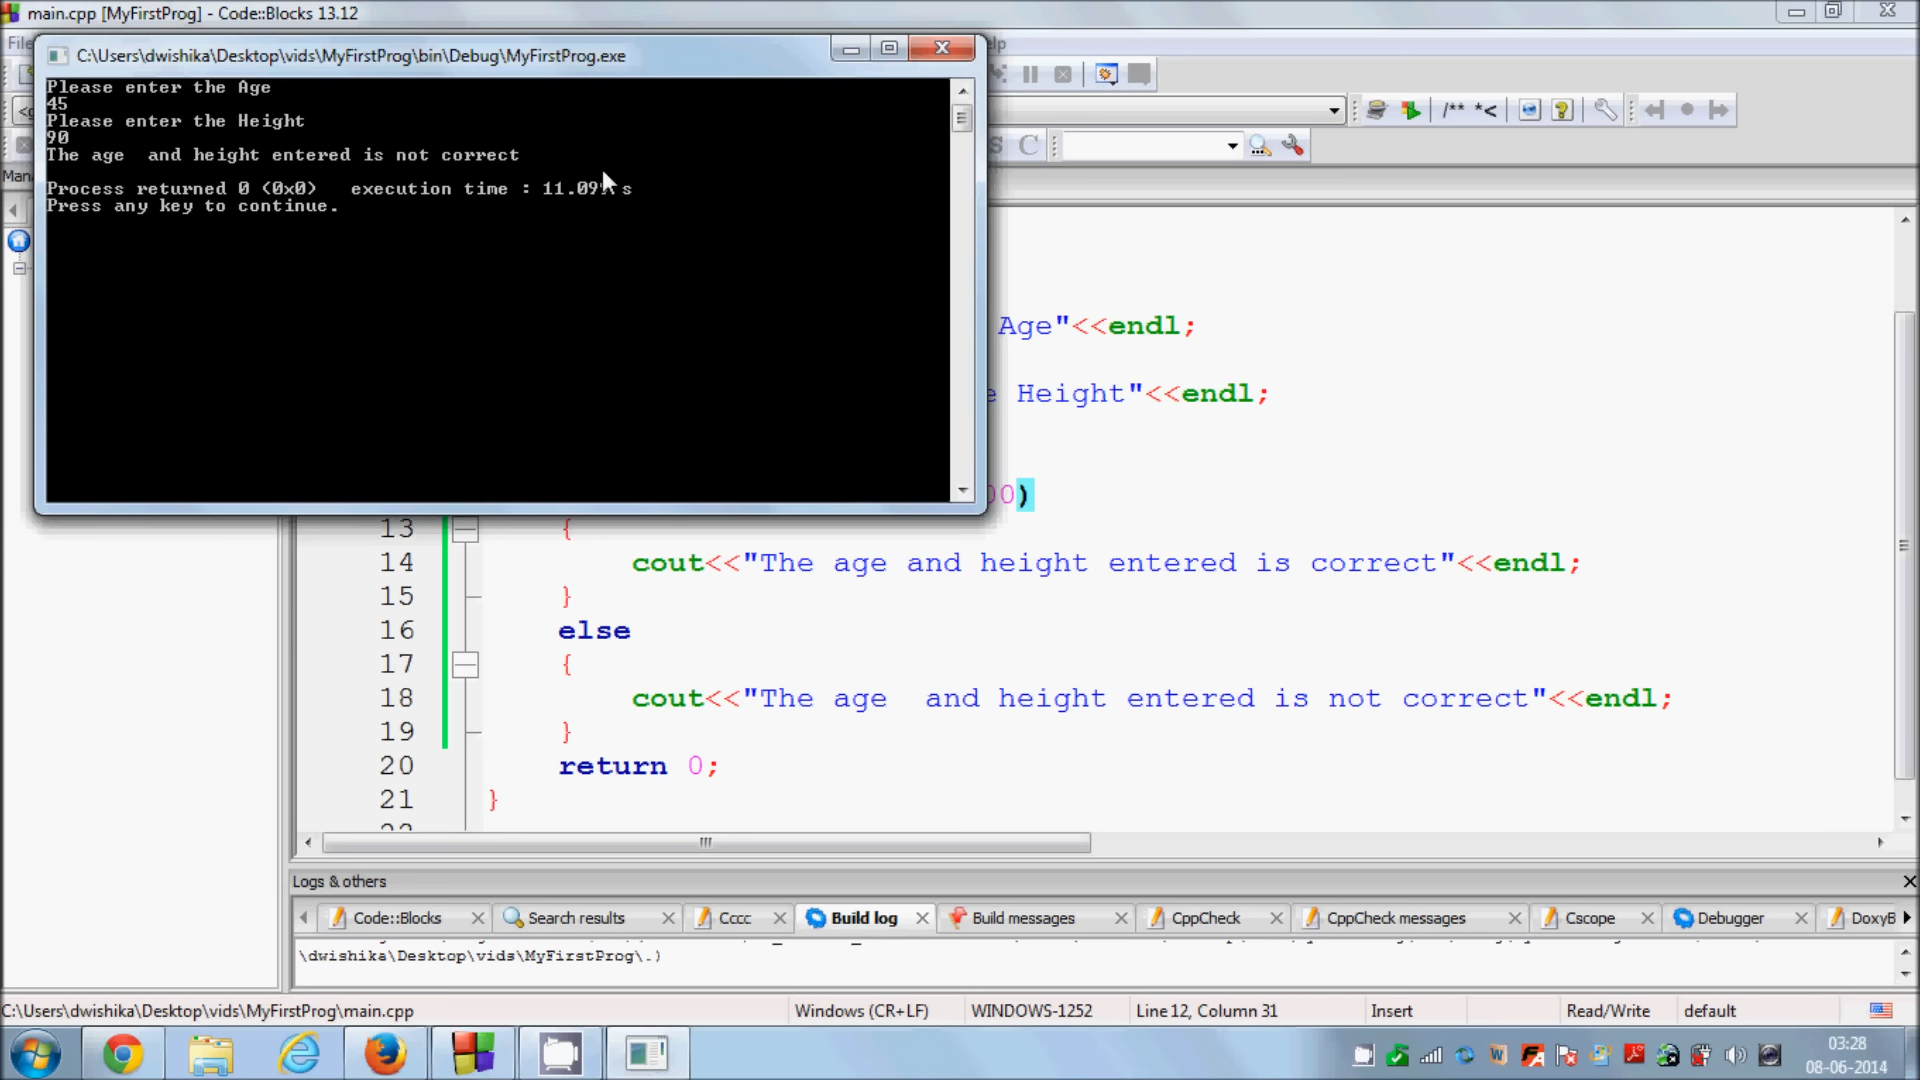 main.cpp [MyFirstProg] - Code::Blocks 13.12
File
C:\Users\dwishika\Desktop\vids\MyFirstProg\bin\Debug\MyFirstProg.exe
Please enter the Age
45
Please enter the Height
90
The age  and height entered is not correct
Process returned 0 (0x0)   execution time : 11.09 s
Press any key to continue.
/** *<
S C
Man
Age"<<endl;
e Height"<<endl;
00)
13 {
14 cout<<"The age and height entered is correct"<<endl;
15 }
16 else
17 {
18 cout<<"The age  and height entered is not correct"<<endl;
19 }
20 return 0;
21 }
Logs & others
Code::Blocks Search results Cccc Build log Build messages CppCheck CppCheck messages Cscope Debugger DoxyB
\dwishika\Desktop\vids\MyFirstProg\.)
C:\Users\dwishika\Desktop\vids\MyFirstProg\main.cpp Windows (CR+LF) WINDOWS-1252 Line 12, Column 31 Insert Read/Write default
03:28
08-06-2014